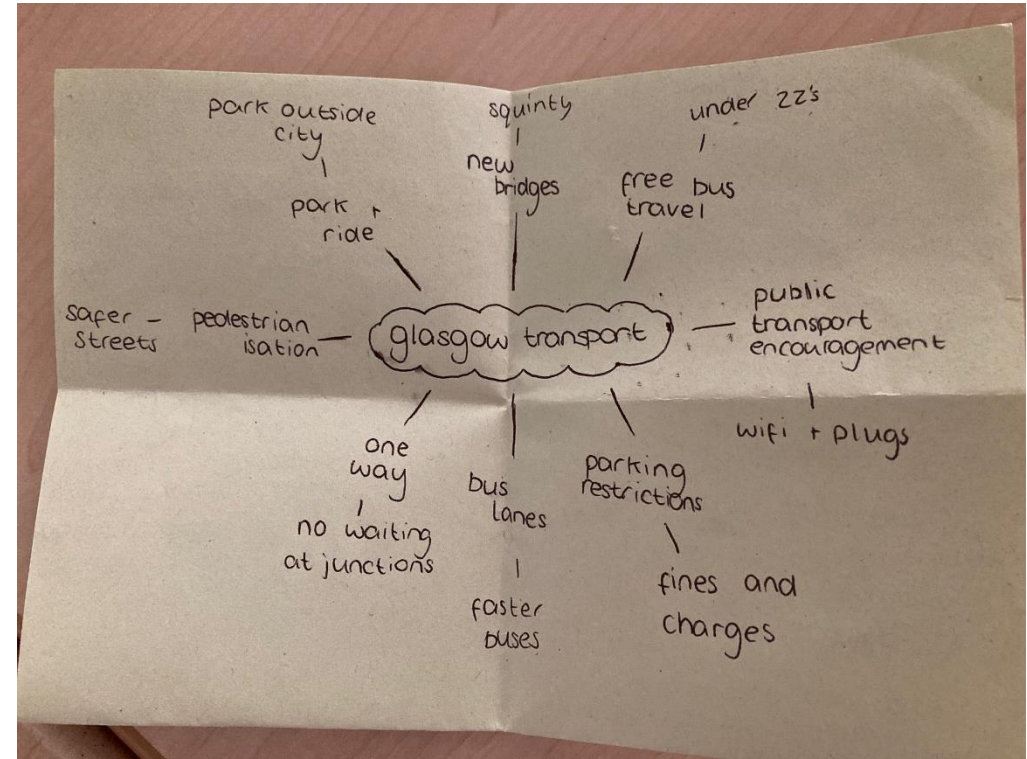 park outside
city
park +
ride
squinty
new
bridges
under 22's
free bus
travel
safer -
streets
pedestrian
isation
glasgow transport
public
transport
encouragement
wifi + plugs
one
way
no waiting
at junctions
bus
lanes
faster
buses
parking
restrictions
fines and
charges